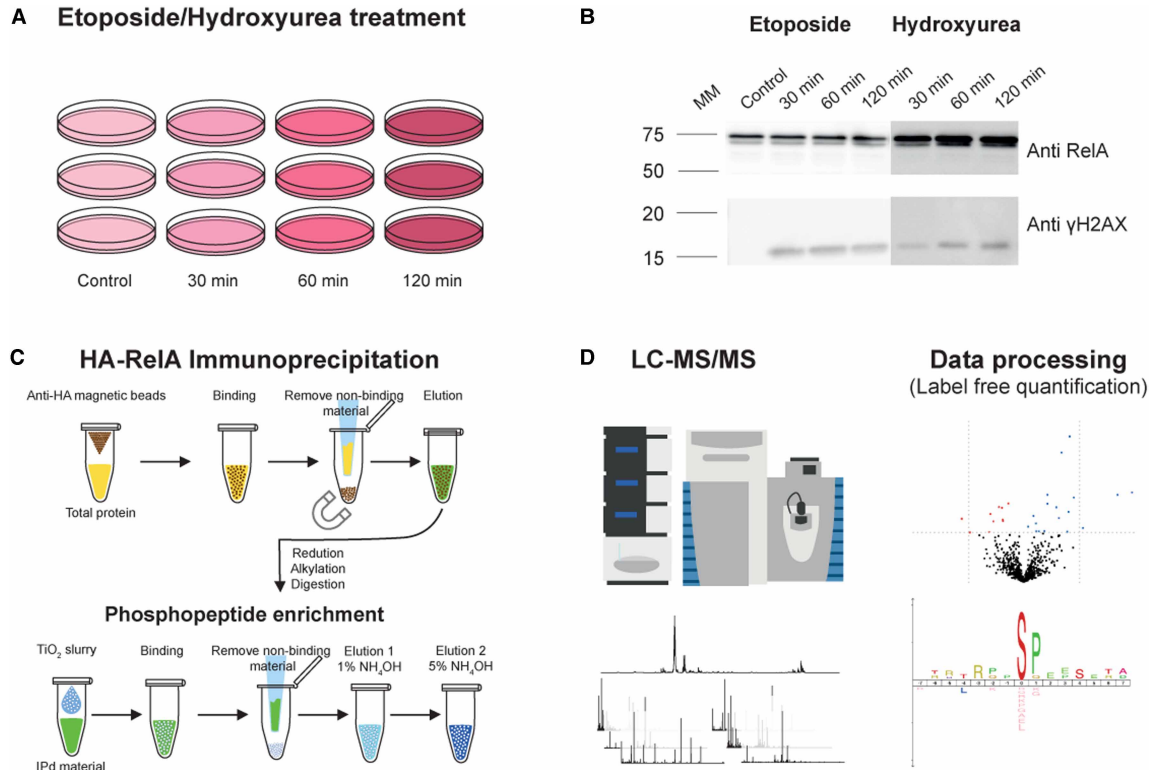 A
Etoposide/Hydroxyurea treatment
Control
30 min
60 min
120 min
B
Etoposide
Hydroxyurea
MM
Control
30 min
60 min
120 min
30 min
60 min
120 min
75
50
Anti RelA
20
15
Anti γH2AX
C
HA-RelA Immunoprecipitation
Anti-HA magnetic beads
Binding
Remove non-binding
material
Elution
Total protein
Redution
Alkylation
Digestion
Phosphopeptide enrichment
TiO2 slurry
Binding
Remove non-binding
material
Elution 1
1% NH4OH
Elution 2
5% NH4OH
IPd material
D
LC-MS/MS
Data processing
(Label free quantification)
S P